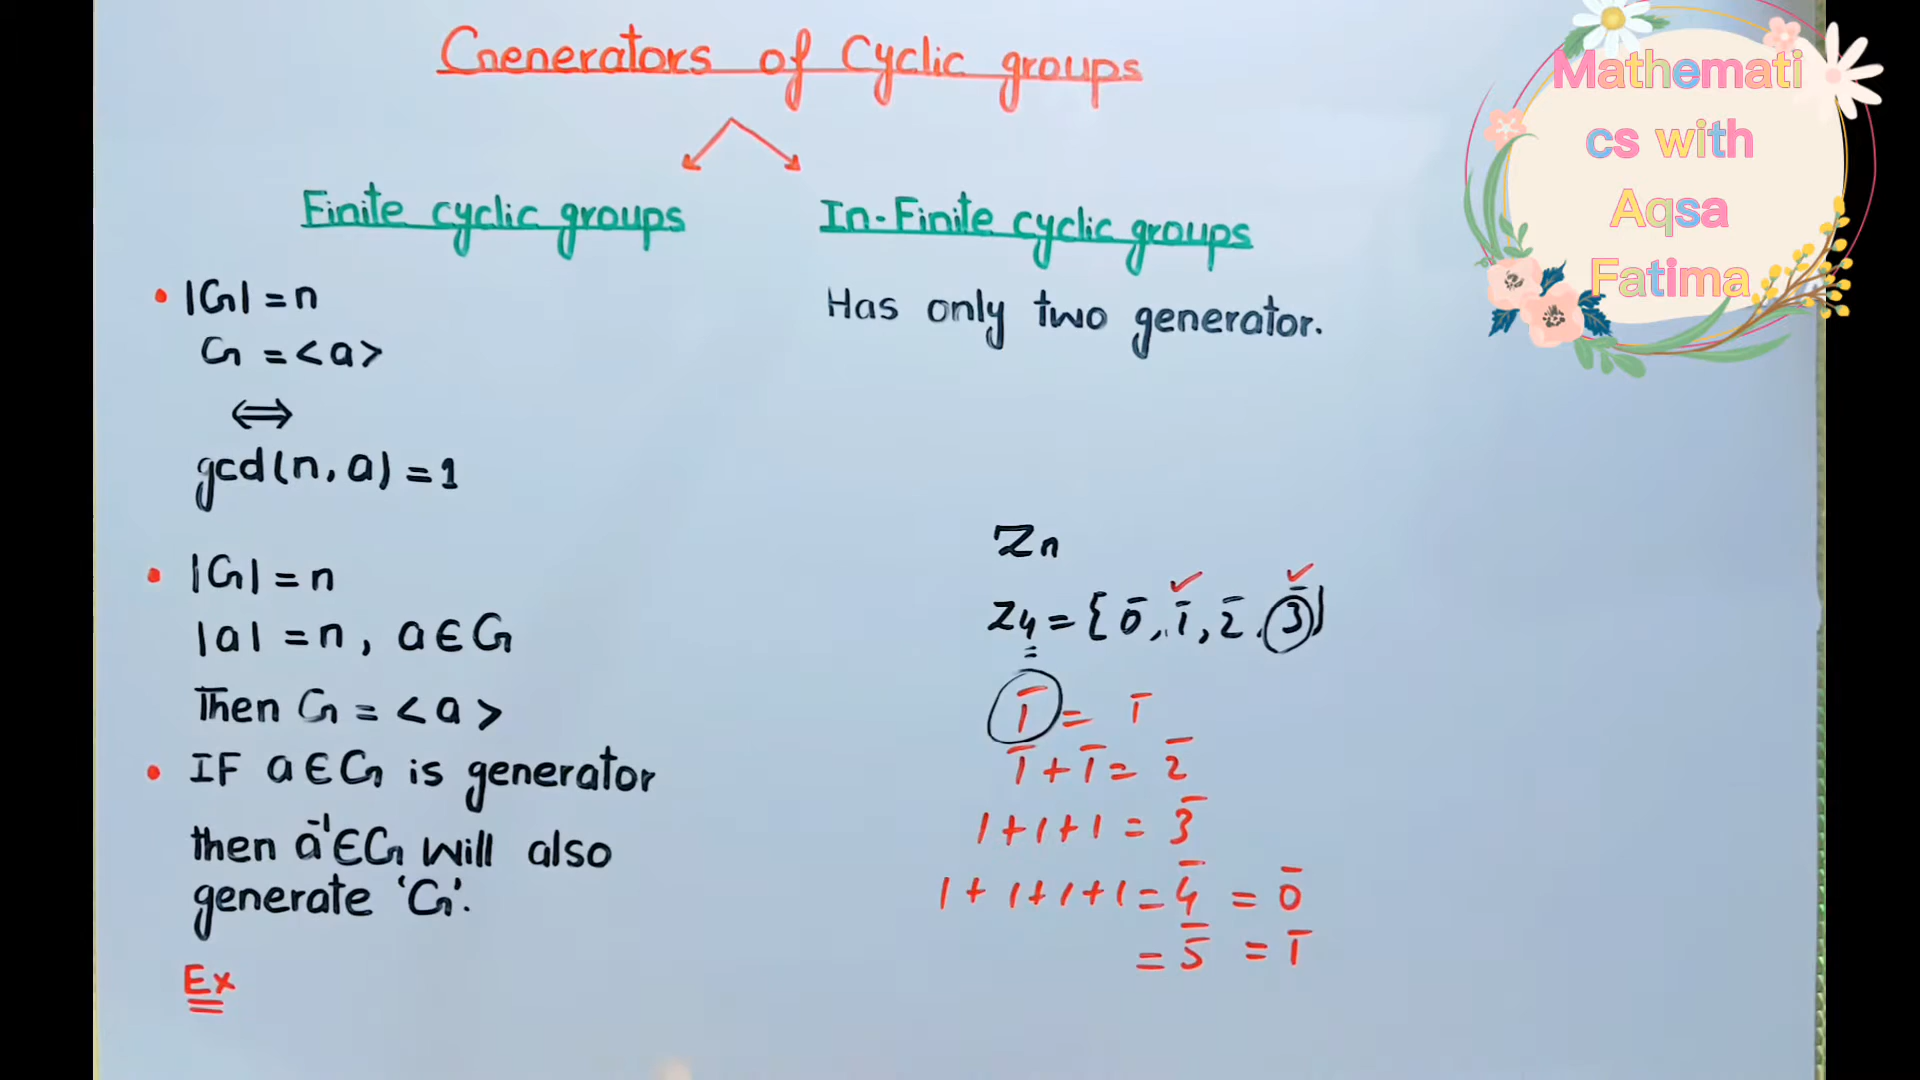 Generators of Cyclic groups
Finite cyclic groups
In-Finite cyclic groups
• |G| = n
G = <a>
⟺
gcd(n, a) = 1
• |G| = n
|a| = n, a ∈ G
Then G = <a>
• IF a ∈ G is generator
then a⁻¹ ∈ G will also
generate 'G'.
Ex
Has only two generator.
Zn
Z4 = { 0̄, 1̄, 2̄, 3̄ }
1̄ = 1̄
1̄ + 1̄ = 2̄
1 + 1 + 1 = 3̄
1 + 1 + 1 + 1 = 4̄ = 0̄
= 5̄ = 1̄
Mathemati
cs with
Aqsa
Fatima